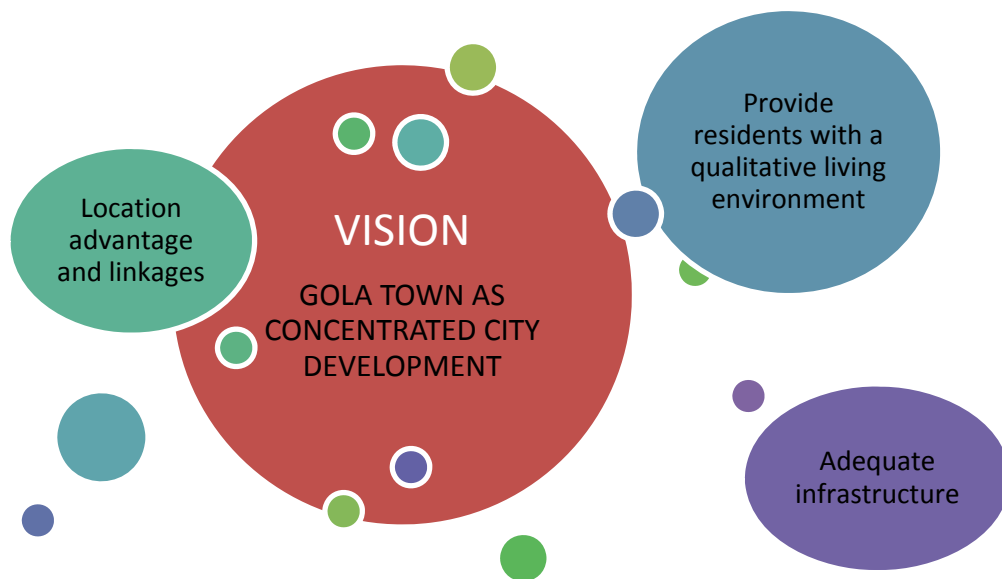 Location
advantage
and linkages
VISION
GOLA TOWN AS
CONCENTRATED CITY
DEVELOPMENT
Provide
residents with a
qualitative living
environment
Adequate
infrastructure